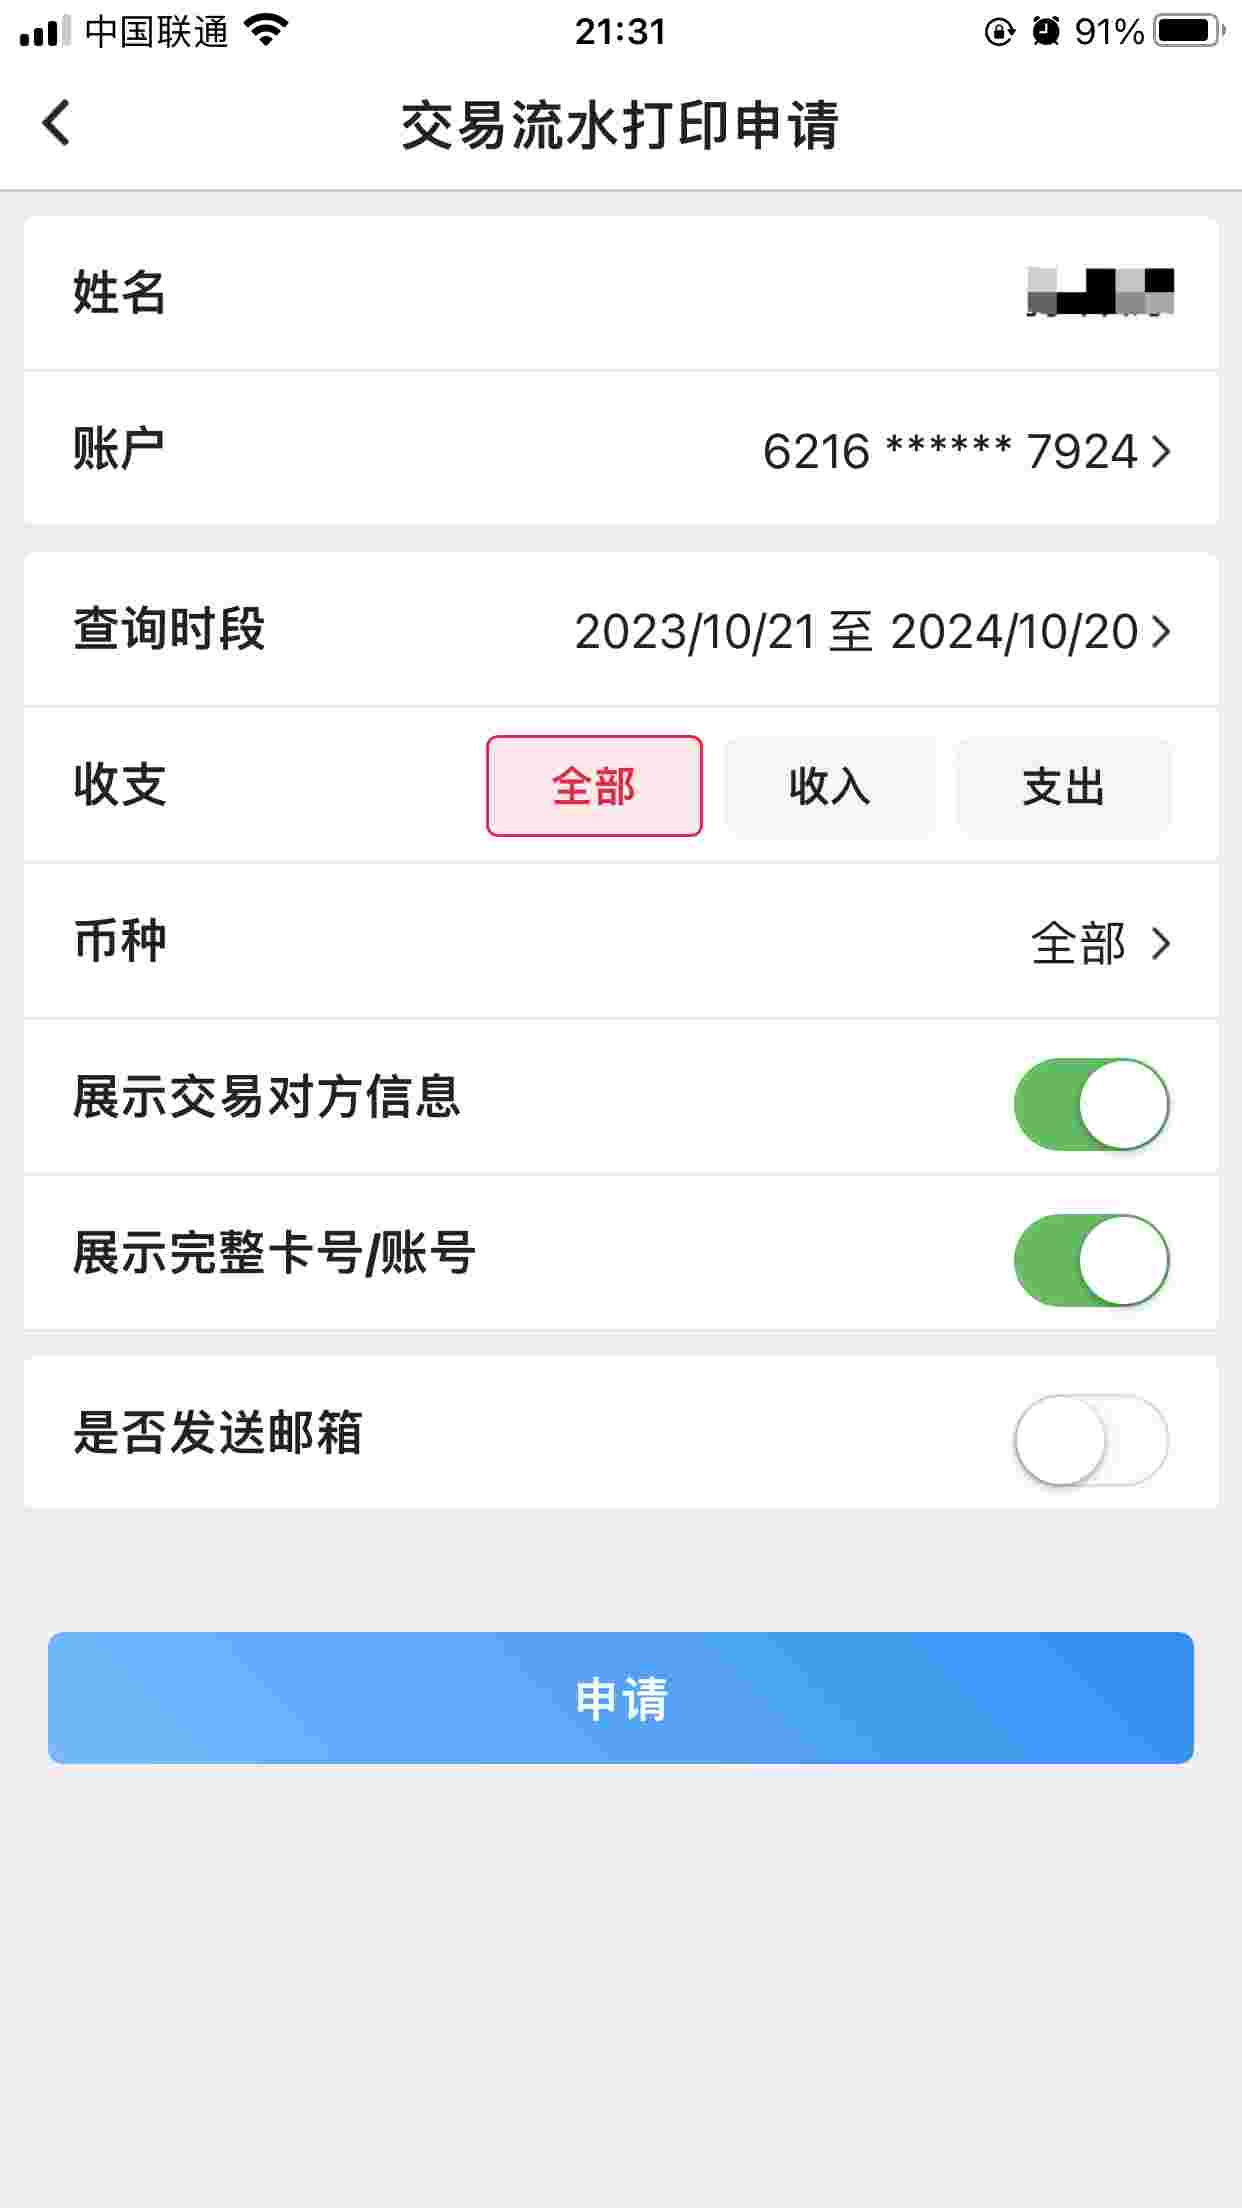 中国联通 21:31 91%
交易流水打印申请
姓名
账户 6216 ****** 7924
查询时段 2023/10/21 至 2024/10/20
收支 全部 收入 支出
币种 全部
展示交易对方信息
展示完整卡号/账号
是否发送邮箱
申请